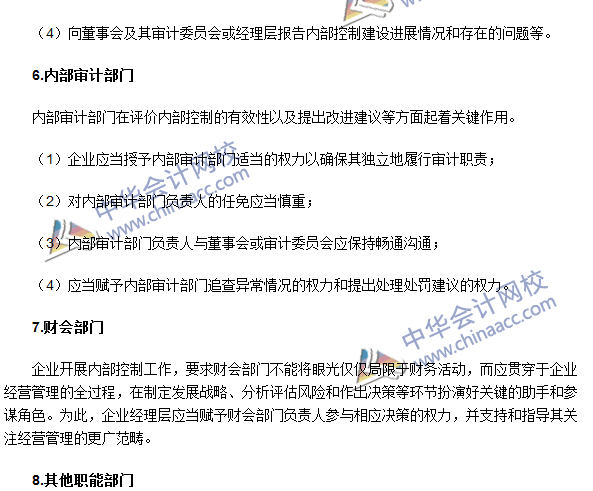 （4）向董事会及其审计委员会或经理层报告内部控制建设进展情况和存在的问题等。
6.内部审计部门
内部审计部门在评价内部控制的有效性以及提出改进建议等方面起着关键作用。
（1）企业应当授予内部审计部门适当的权力以确保其独立地履行审计职责；
（2）对内部审计部门负责人的任免应当慎重；
（3）内部审计部门负责人与董事会或审计委员会应保持畅通沟通；
（4）应当赋予内部审计部门追查异常情况的权力和提出处理处罚建议的权力。
7.财会部门
企业开展内部控制工作，要求财会部门不能将眼光仅仅局限于财务活动，而应贯穿于企业
经营管理的全过程，在制定发展战略、分析评估风险和作出决策等环节扮演好关键的助手和参
谋角色。为此，企业经理层应当赋予财会部门负责人参与相应决策的权力，并支持和指导其关
注经营管理的更广范畴。
8.其他职能部门
中华会计网校
www.chinaacc.com
中华会计网校
www.chinaacc.com